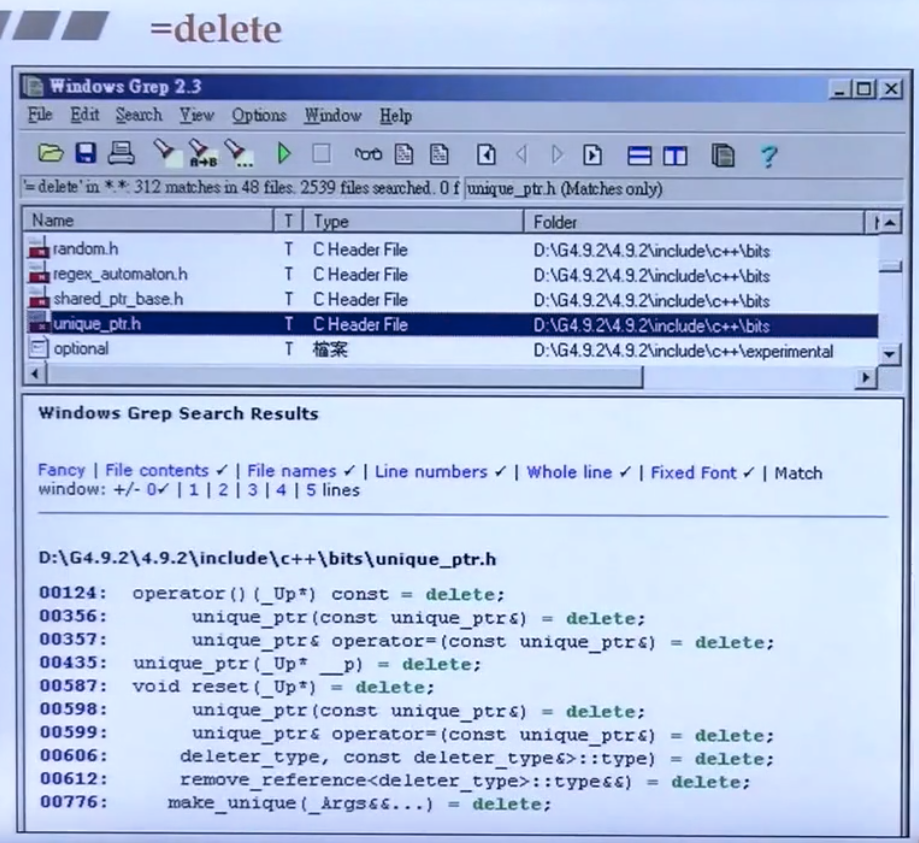 =delete
Windows Grep 2.3
File Edit Search View Options Window Help
A→B
'= delete' in *.*: 312 matches in 48 files. 2539 files searched. 0 f unique_ptr.h (Matches only)
Name T Type Folder
random.h T C Header File D:\G4.9.2\4.9.2\include\c++\bits
regex_automaton.h T C Header File D:\G4.9.2\4.9.2\include\c++\bits
shared_ptr_base.h T C Header File D:\G4.9.2\4.9.2\include\c++\bits
unique_ptr.h T C Header File D:\G4.9.2\4.9.2\include\c++\bits
optional T 檔案 D:\G4.9.2\4.9.2\include\c++\experimental
Windows Grep Search Results
Fancy | File contents ✓ | File names ✓ | Line numbers ✓ | Whole line ✓ | Fixed Font ✓ | Match
window: +/- 0✓ | 1 | 2 | 3 | 4 | 5 lines
D:\G4.9.2\4.9.2\include\c++\bits\unique_ptr.h
00124: operator()(_Up*) const = delete;
00356: unique_ptr(const unique_ptr&) = delete;
00357: unique_ptr& operator=(const unique_ptr&) = delete;
00435: unique_ptr(_Up* __p) = delete;
00587: void reset(_Up*) = delete;
00598: unique_ptr(const unique_ptr&) = delete;
00599: unique_ptr& operator=(const unique_ptr&) = delete;
00606: deleter_type, const deleter_type&>::type) = delete;
00612: remove_reference<deleter_type>::type&&) = delete;
00776: make_unique(_Args&&...) = delete;